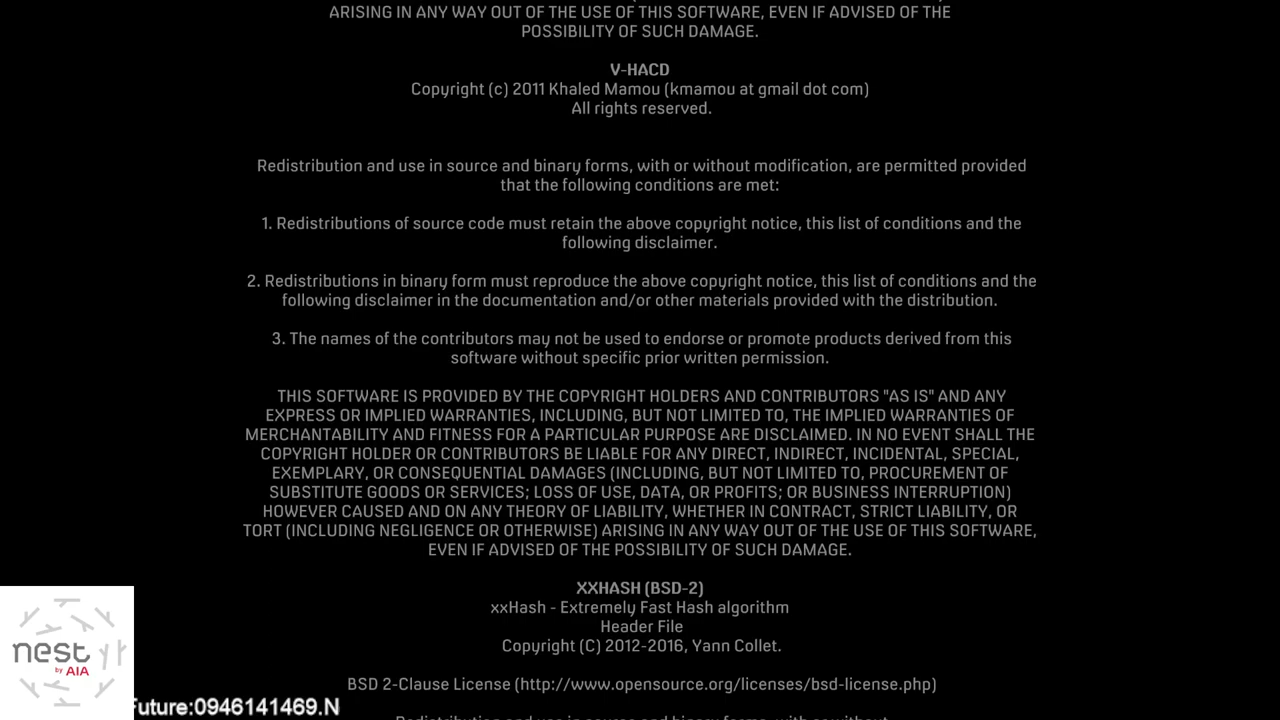 ARISING IN ANY WAY OUT OF THE USE OF THIS SOFTWARE, EVEN IF ADVISED OF THE
POSSIBILITY OF SUCH DAMAGE.
V-HACD
Copyright (c) 2011 Khaled Mamou (kmamou at gmail dot com)
All rights reserved.
Redistribution and use in source and binary forms, with or without modification, are permitted provided
that the following conditions are met:
1. Redistributions of source code must retain the above copyright notice, this list of conditions and the
following disclaimer.
2. Redistributions in binary form must reproduce the above copyright notice, this list of conditions and the
following disclaimer in the documentation and/or other materials provided with the distribution.
3. The names of the contributors may not be used to endorse or promote products derived from this
software without specific prior written permission.
THIS SOFTWARE IS PROVIDED BY THE COPYRIGHT HOLDERS AND CONTRIBUTORS "AS IS" AND ANY
EXPRESS OR IMPLIED WARRANTIES, INCLUDING, BUT NOT LIMITED TO, THE IMPLIED WARRANTIES OF
MERCHANTABILITY AND FITNESS FOR A PARTICULAR PURPOSE ARE DISCLAIMED. IN NO EVENT SHALL THE
COPYRIGHT HOLDER OR CONTRIBUTORS BE LIABLE FOR ANY DIRECT, INDIRECT, INCIDENTAL, SPECIAL,
EXEMPLARY, OR CONSEQUENTIAL DAMAGES (INCLUDING, BUT NOT LIMITED TO, PROCUREMENT OF
SUBSTITUTE GOODS OR SERVICES; LOSS OF USE, DATA, OR PROFITS; OR BUSINESS INTERRUPTION)
HOWEVER CAUSED AND ON ANY THEORY OF LIABILITY, WHETHER IN CONTRACT, STRICT LIABILITY, OR
TORT (INCLUDING NEGLIGENCE OR OTHERWISE) ARISING IN ANY WAY OUT OF THE USE OF THIS SOFTWARE,
EVEN IF ADVISED OF THE POSSIBILITY OF SUCH DAMAGE.
XXHASH (BSD-2)
xxHash - Extremely Fast Hash algorithm
Header File
Copyright (C) 2012-2016, Yann Collet.
BSD 2-Clause License (http://www.opensource.org/licenses/bsd-license.php)
Redistribution and use in source and binary forms, with or without
nest
by AIA
Future:0946141469.N